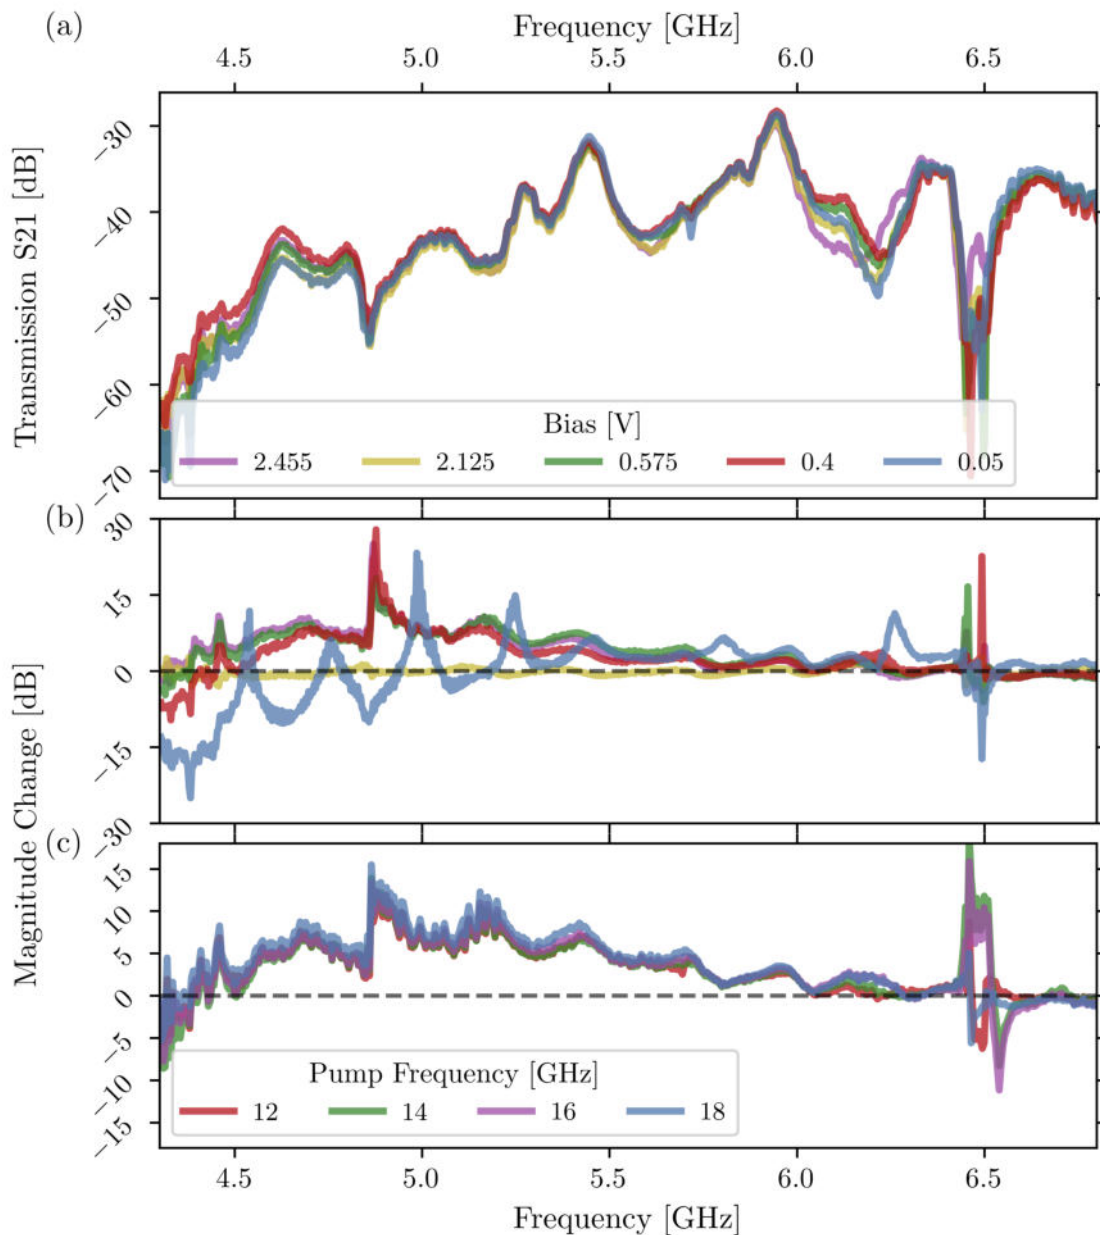 (a)
Frequency [GHz]
4.5 5.0 5.5 6.0 6.5
Transmission S21 [dB]
−30
−40
−50
−60
−70
Bias [V]
2.455 2.125 0.575 0.4 0.05
(b)
Magnitude Change [dB]
30
15
0
−15
−30
(c)
15
10
5
0
−5
−10
−15
Pump Frequency [GHz]
12 14 16 18
4.5 5.0 5.5 6.0 6.5
Frequency [GHz]